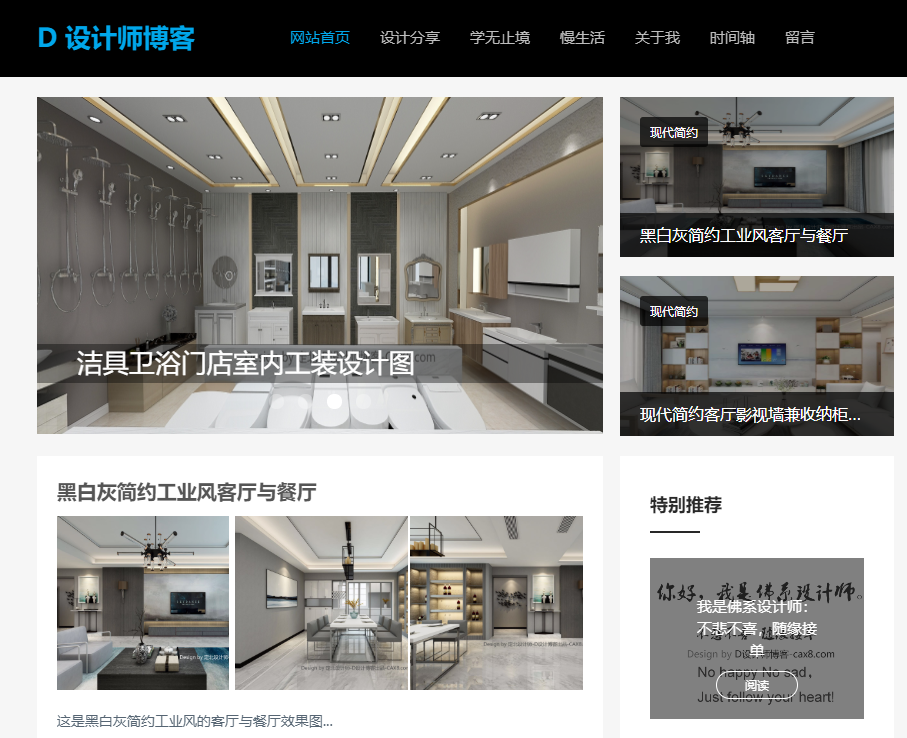 D 设计师博客
网站首页 设计分享 学无止境 慢生活 关于我 时间轴 留言
洁具卫浴门店室内工装设计图
现代简约
黑白灰简约工业风客厅与餐厅
现代简约
现代简约客厅影视墙兼收纳柜...
黑白灰简约工业风客厅与餐厅
这是黑白灰简约工业风的客厅与餐厅效果图...
特别推荐
你好，我是佛系设计师。
我是佛系设计师：
不悲不喜，随缘接
单
Design by D设计师博客-cax8.com
No happy No sad，
阅读
Just follow your heart!